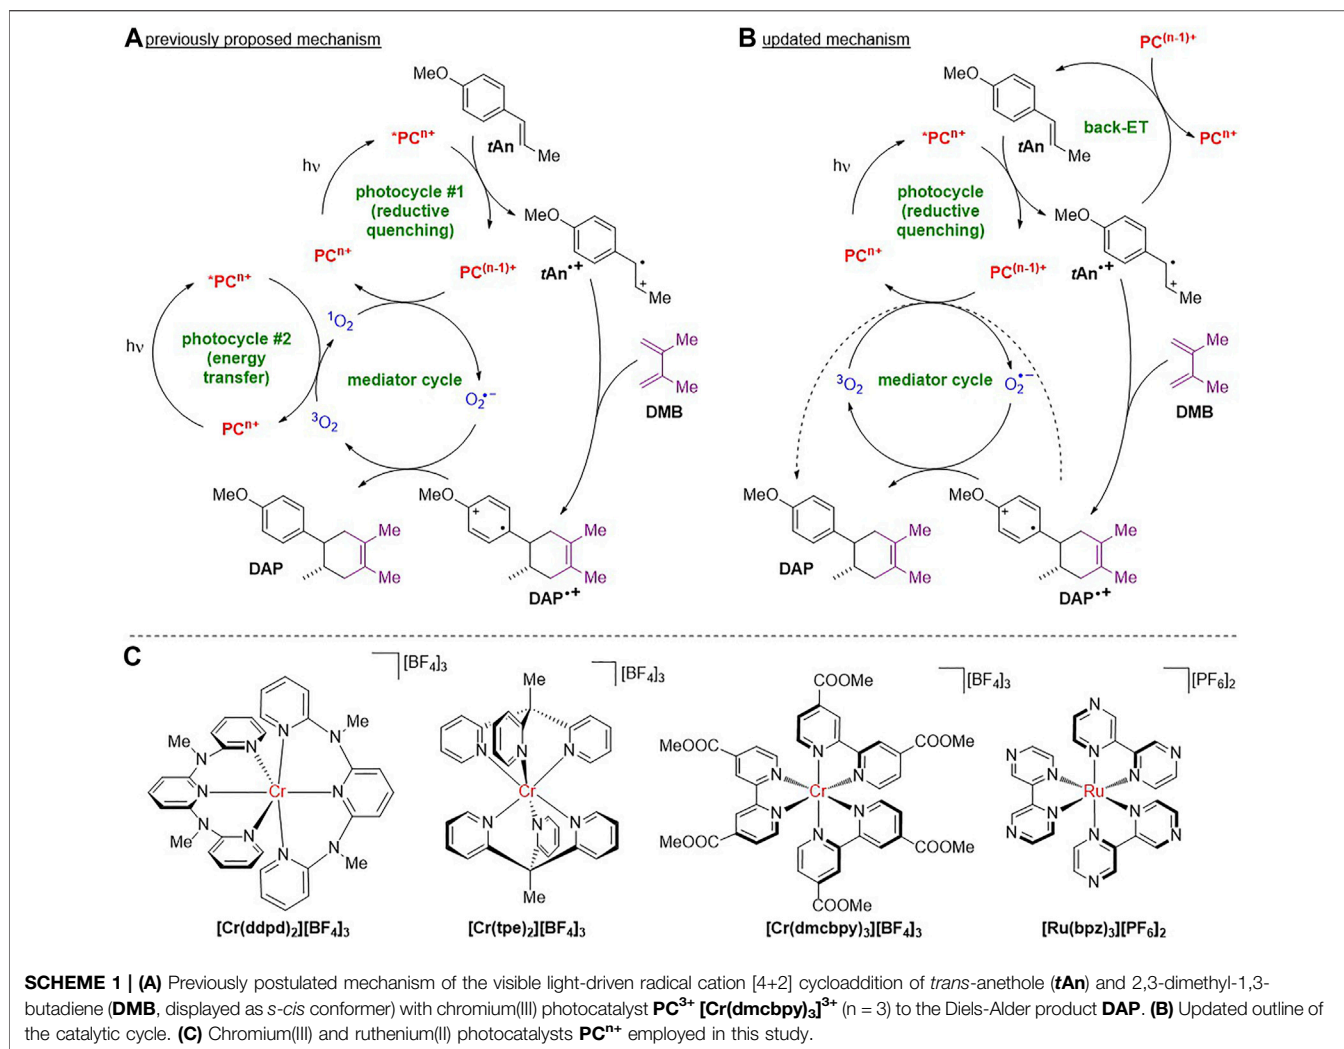 A previously proposed mechanism
MeO
tAn
Me
*PCn+
hν
photocycle #1
(reductive
quenching)
MeO
PCn+
PC(n-1)+
tAn•+
•
+
Me
*PCn+
1O2
hν
photocycle #2
(energy
transfer)
mediator cycle
O2•−
Me
Me
DMB
3O2
PCn+
MeO
Me
Me
DAP
MeO
+
•
Me
Me
DAP•+
B updated mechanism
PC(n-1)+
MeO
back-ET
PCn+
tAn
Me
*PCn+
hν
photocycle
(reductive
quenching)
MeO
PCn+
PC(n-1)+
tAn•+
•
+
Me
3O2
mediator cycle
O2•−
Me
Me
DMB
MeO
Me
Me
DAP
MeO
+
•
Me
Me
DAP•+
C
[BF4]3
Me
N
N
N
N
Me
Cr
N
N
N
Me
N
N
N
Me
[Cr(ddpd)2][BF4]3
[BF4]3
Me
N
N
N
Cr
N
N
N
Me
[Cr(tpe)2][BF4]3
[BF4]3
COOMe
MeOOC
COOMe
N
N
N
Cr
N
N
N
MeOOC
COOMe
COOMe
[Cr(dmcbpy)3][BF4]3
[PF6]2
N
N
N
N
N
N
Ru
N
N
N
N
N
N
[Ru(bpz)3][PF6]2
SCHEME 1 | (A) Previously postulated mechanism of the visible light-driven radical cation [4+2] cycloaddition of trans-anethole (tAn) and 2,3-dimethyl-1,3-
butadiene (DMB, displayed as s-cis conformer) with chromium(III) photocatalyst PC3+ [Cr(dmcbpy)3]3+ (n = 3) to the Diels-Alder product DAP. (B) Updated outline of
the catalytic cycle. (C) Chromium(III) and ruthenium(II) photocatalysts PCn+ employed in this study.